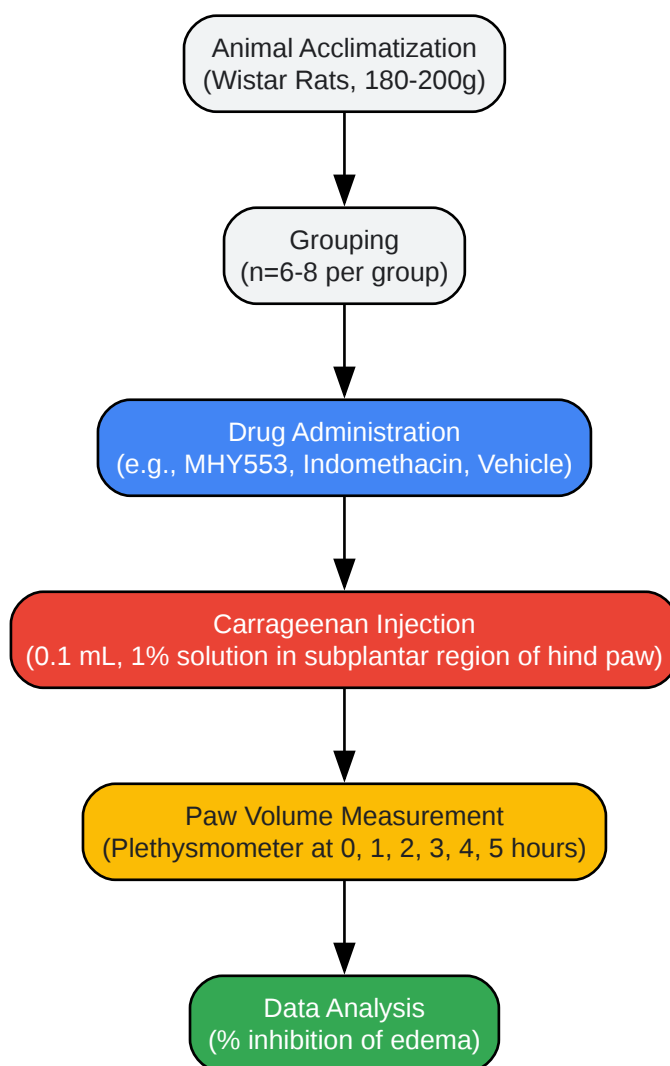 Animal Acclimatization
(Wistar Rats, 180-200g)
Grouping
(n=6-8 per group)
Drug Administration
(e.g., MHY553, Indomethacin, Vehicle)
Carrageenan Injection
(0.1 mL, 1% solution in subplantar region of hind paw)
Paw Volume Measurement
(Plethysmometer at 0, 1, 2, 3, 4, 5 hours)
Data Analysis
(% inhibition of edema)